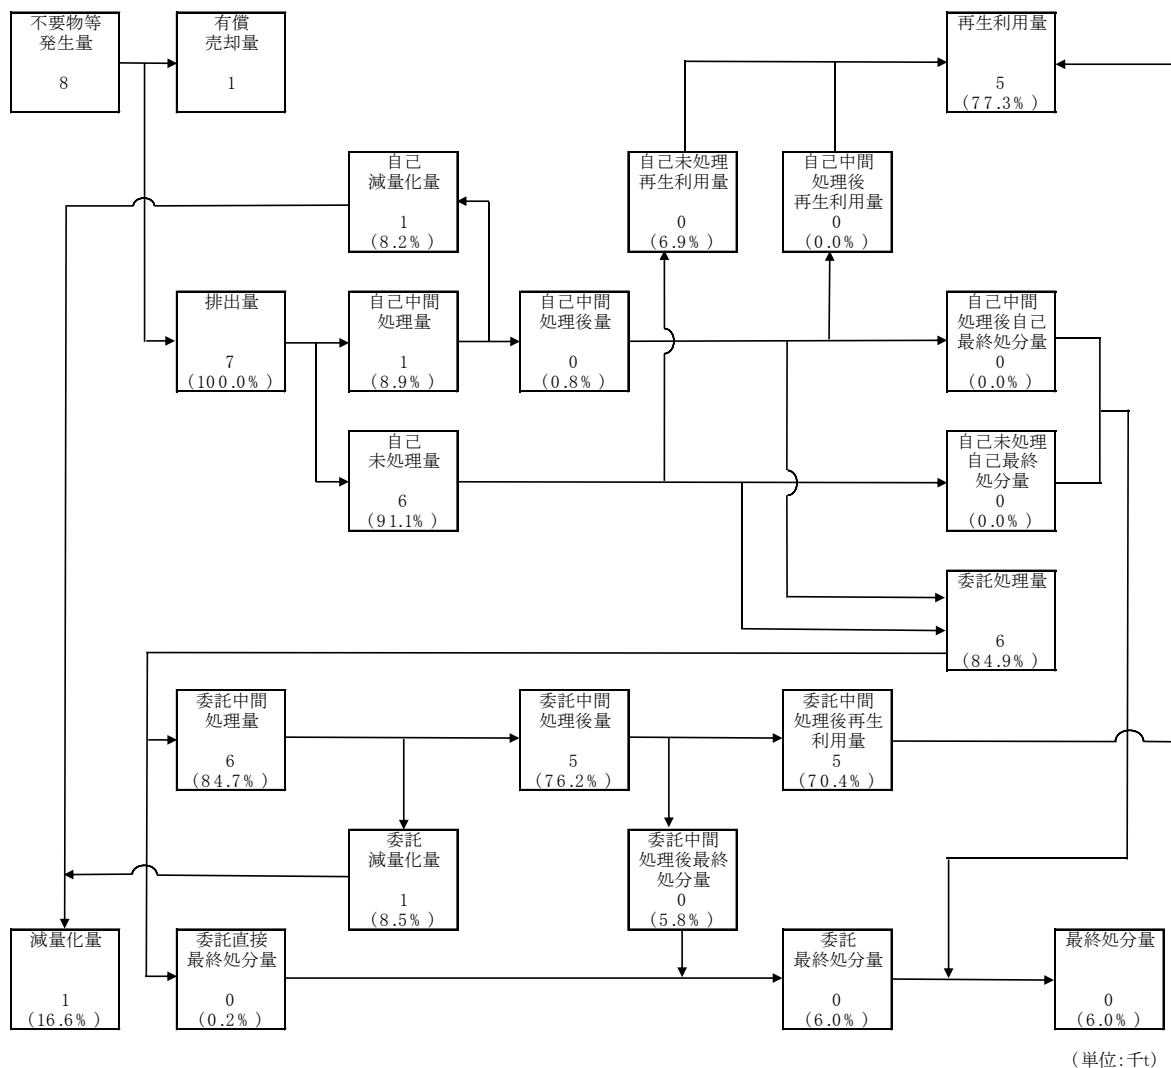 不要物等
発生量
8
有償
売却量
1
再生利用量
5
(77.3%)
自己
減量化量
1
(8.2%)
自己未処理
再生利用量
0
(6.9%)
自己中間
処理後
再生利用量
0
(0.0%)
排出量
7
(100.0%)
自己中間
処理量
1
(8.9%)
自己中間
処理後量
0
(0.8%)
自己中間
処理後自己
最終処分量
0
(0.0%)
自己
未処理量
6
(91.1%)
自己未処理
自己最終
処分量
0
(0.0%)
委託処理量
6
(84.9%)
委託中間
処理量
6
(84.7%)
委託中間
処理後量
5
(76.2%)
委託中間
処理後再生
利用量
5
(70.4%)
委託
減量化量
1
(8.5%)
委託中間
処理後最終
処分量
0
(5.8%)
減量化量
1
(16.6%)
委託直接
最終処分量
0
(0.2%)
委託
最終処分量
0
(6.0%)
最終処分量
0
(6.0%)
(単位:千t)